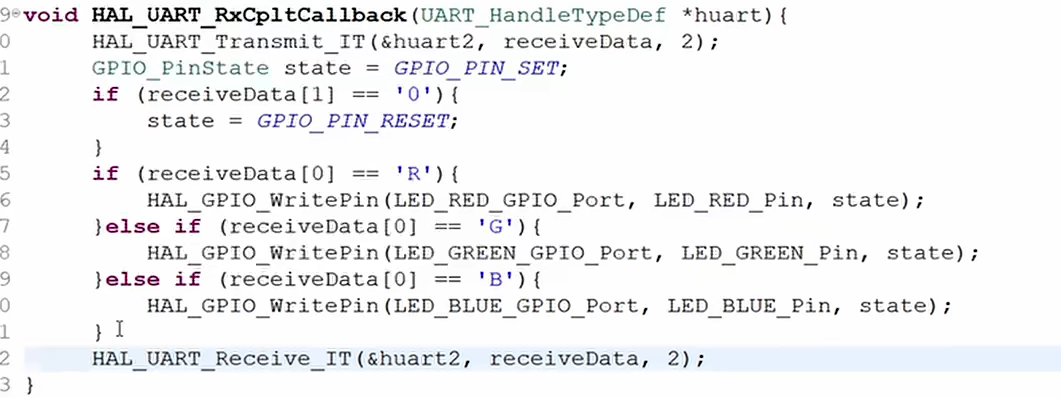 9 void HAL_UART_RxCpltCallback(UART_HandleTypeDef *huart){
0 HAL_UART_Transmit_IT(&huart2, receiveData, 2);
1 GPIO_PinState state = GPIO_PIN_SET;
2 if (receiveData[1] == '0'){
3 state = GPIO_PIN_RESET;
4 }
5 if (receiveData[0] == 'R'){
6 HAL_GPIO_WritePin(LED_RED_GPIO_Port, LED_RED_Pin, state);
7 }else if (receiveData[0] == 'G'){
8 HAL_GPIO_WritePin(LED_GREEN_GPIO_Port, LED_GREEN_Pin, state);
9 }else if (receiveData[0] == 'B'){
0 HAL_GPIO_WritePin(LED_BLUE_GPIO_Port, LED_BLUE_Pin, state);
1 }
2 HAL_UART_Receive_IT(&huart2, receiveData, 2);
3 }